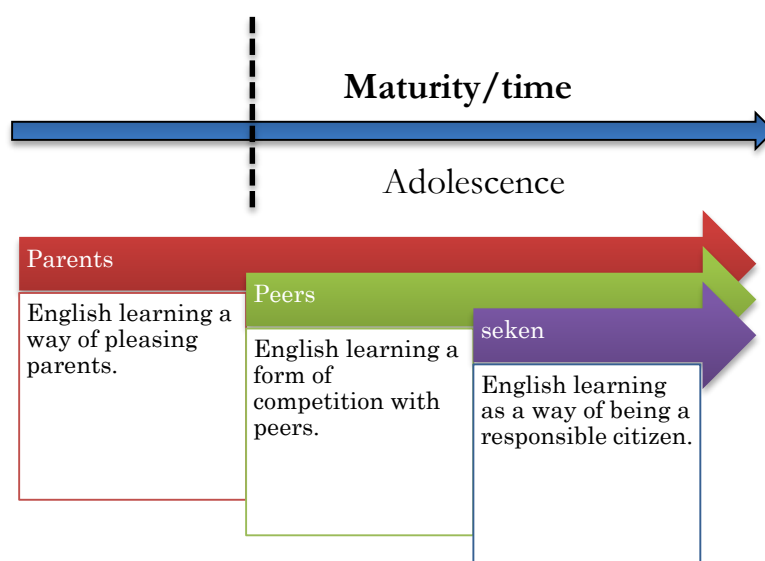 Maturity/time
Adolescence
Parents
English learning a
way of pleasing
parents.
Peers
English learning a
form of
competition with
peers.
seken
English learning
as a way of being a
responsible citizen.